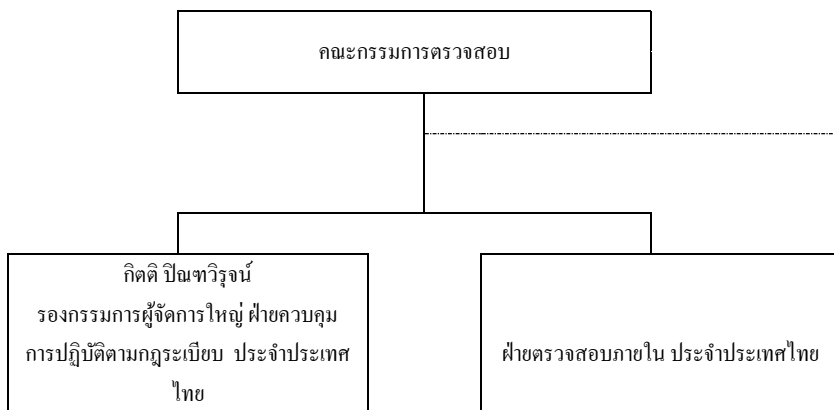 คณะกรรมการตรวจสอบ
กิตติ ปิณฑวิรุจน์
รองกรรมการผู้จัดการใหญ่ ฝ่ายควบคุม
การปฏิบัติตามกฎระเบียบ ประจำประเทศ
ไทย
ฝ่ายตรวจสอบภายใน ประจำประเทศไทย